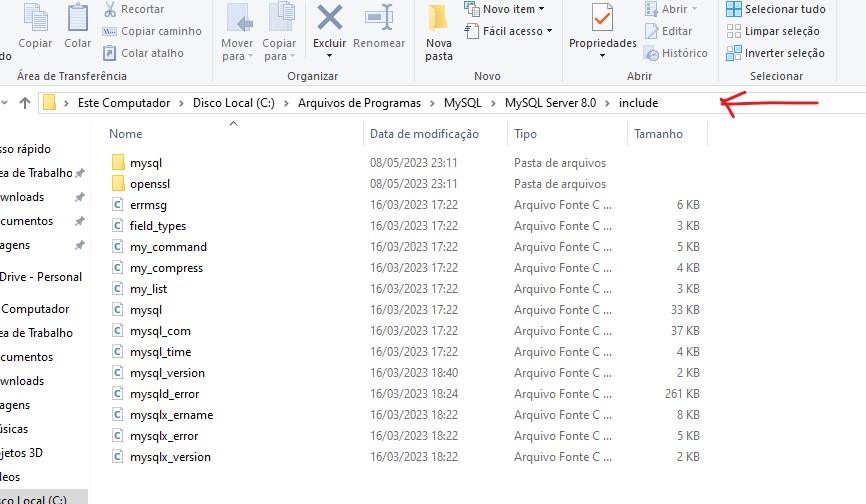 Copiar
Colar
Recortar
Copiar caminho
Colar atalho
Mover para
Copiar para
Excluir
Renomear
Nova pasta
Novo item
Fácil acesso
Propriedades
Abrir
Editar
Histórico
Selecionar tudo
Limpar seleção
Inverter seleção
Área de Transferência
Organizar
Novo
Abrir
Selecionar
Este Computador > Disco Local (C:) > Arquivos de Programas > MySQL > MySQL Server 8.0 > include
Nome Data de modificação Tipo Tamanho
mysql 08/05/2023 23:11 Pasta de arquivos
openssl 08/05/2023 23:11 Pasta de arquivos
errmsg 16/03/2023 17:22 Arquivo Fonte C ... 6 KB
field_types 16/03/2023 17:22 Arquivo Fonte C ... 3 KB
my_command 16/03/2023 17:22 Arquivo Fonte C ... 5 KB
my_compress 16/03/2023 17:22 Arquivo Fonte C ... 4 KB
my_list 16/03/2023 17:22 Arquivo Fonte C ... 3 KB
mysql 16/03/2023 17:22 Arquivo Fonte C ... 33 KB
mysql_com 16/03/2023 17:22 Arquivo Fonte C ... 37 KB
mysql_time 16/03/2023 17:22 Arquivo Fonte C ... 4 KB
mysql_version 16/03/2023 18:40 Arquivo Fonte C ... 2 KB
mysqld_error 16/03/2023 18:24 Arquivo Fonte C ... 261 KB
mysqlx_ername 16/03/2023 18:22 Arquivo Fonte C ... 8 KB
mysqlx_error 16/03/2023 18:22 Arquivo Fonte C ... 5 KB
mysqlx_version 16/03/2023 18:22 Arquivo Fonte C ... 2 KB
sso rápido
ea de Trabalho
wnloads
cumentos
agens
Drive - Personal
Computador
ea de Trabalho
cumentos
wnloads
agens
úsicas
jetos 3D
deos
sco Local (C:)